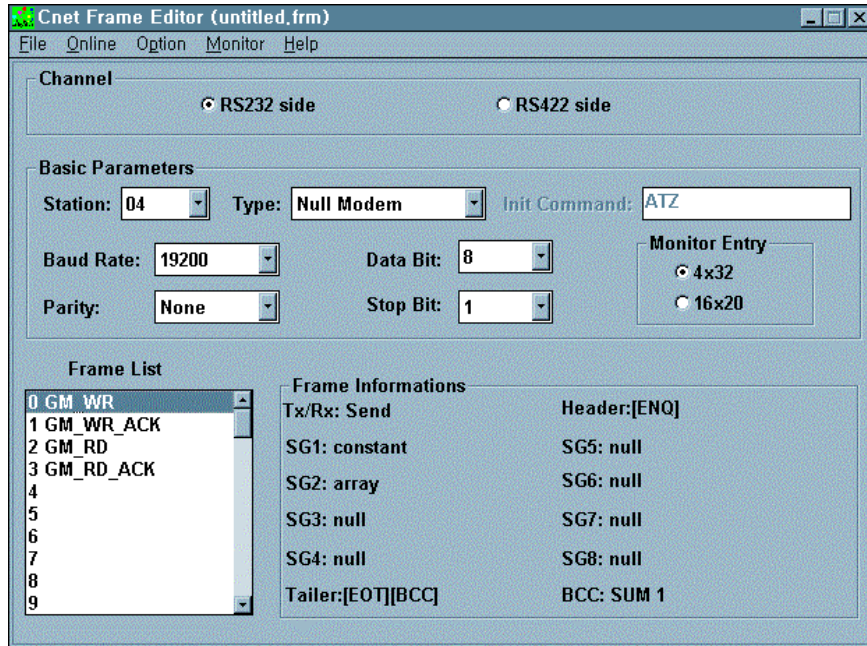 Cnet Frame Editor (untitled,frm)
File Online Option Monitor Help
Channel
RS232 side RS422 side
Basic Parameters
Station: 04 Type: Null Modem Init Command: ATZ
Baud Rate: 19200 Data Bit: 8 Monitor Entry
4x32
Parity: None Stop Bit: 1 16x20
Frame List
0 GM_WR
1 GM_WR_ACK
2 GM_RD
3 GM_RD_ACK
4
5
6
7
8
9
Frame Informations
Tx/Rx: Send Header:[ENQ]
SG1: constant SG5: null
SG2: array SG6: null
SG3: null SG7: null
SG4: null SG8: null
Tailer:[EOT][BCC] BCC: SUM 1